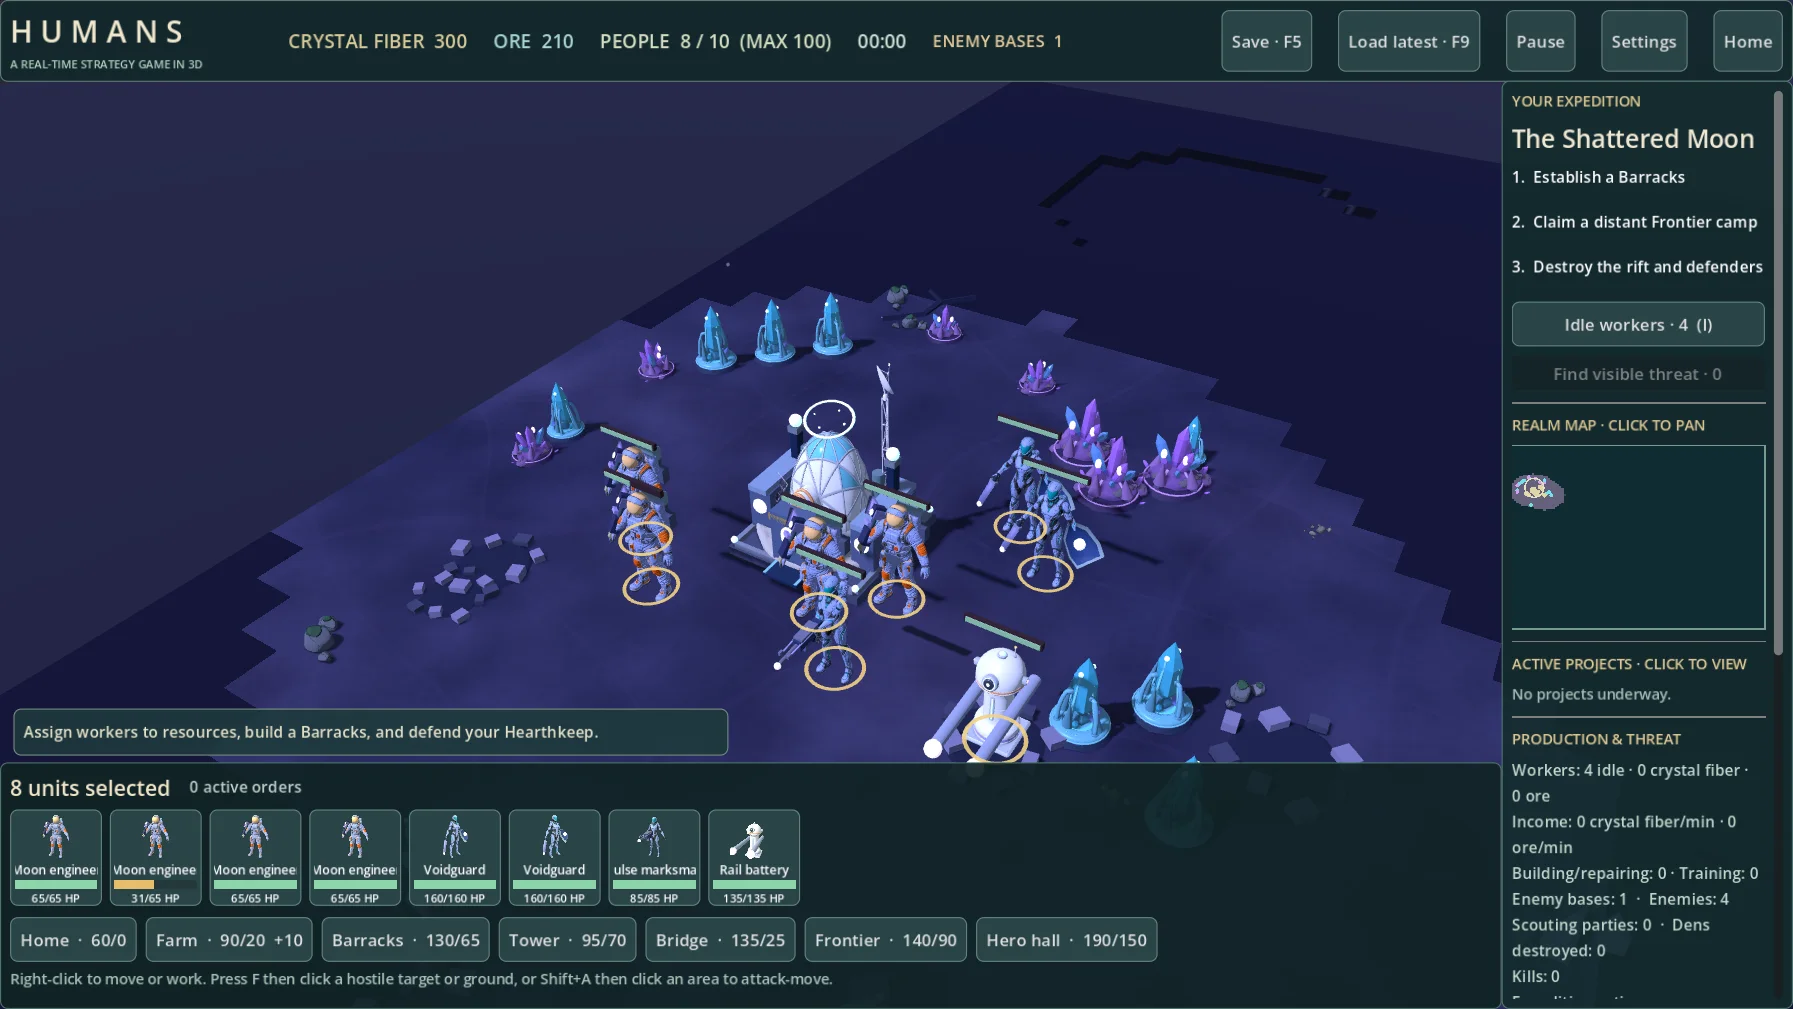 HUMANS
A REAL-TIME STRATEGY GAME IN 3D
CRYSTAL FIBER 300
ORE 210
PEOPLE 8 / 10 (MAX 100)
00:00
ENEMY BASES 1
Save · F5
Load latest · F9
Pause
Settings
Home
YOUR EXPEDITION
The Shattered Moon
1. Establish a Barracks
2. Claim a distant Frontier camp
3. Destroy the rift and defenders
Idle workers · 4 (I)
Find visible threat · 0
REALM MAP · CLICK TO PAN
ACTIVE PROJECTS · CLICK TO VIEW
No projects underway.
PRODUCTION & THREAT
Workers: 4 idle · 0 crystal fiber ·
0 ore
Income: 0 crystal fiber/min · 0
ore/min
Building/repairing: 0 · Training: 0
Enemy bases: 1 · Enemies: 4
Scouting parties: 0 · Dens
destroyed: 0
Kills: 0
Assign workers to resources, build a Barracks, and defend your Hearthkeep.
8 units selected
0 active orders
Moon enginee
65/65 HP
Moon enginee
31/65 HP
Moon enginee
65/65 HP
Moon enginee
65/65 HP
Voidguard
160/160 HP
Voidguard
160/160 HP
ulse marksma
85/85 HP
Rail battery
135/135 HP
Home · 60/0
Farm · 90/20 +10
Barracks · 130/65
Tower · 95/70
Bridge · 135/25
Frontier · 140/90
Hero hall · 190/150
Right-click to move or work. Press F then click a hostile target or ground, or Shift+A then click an area to attack-move.